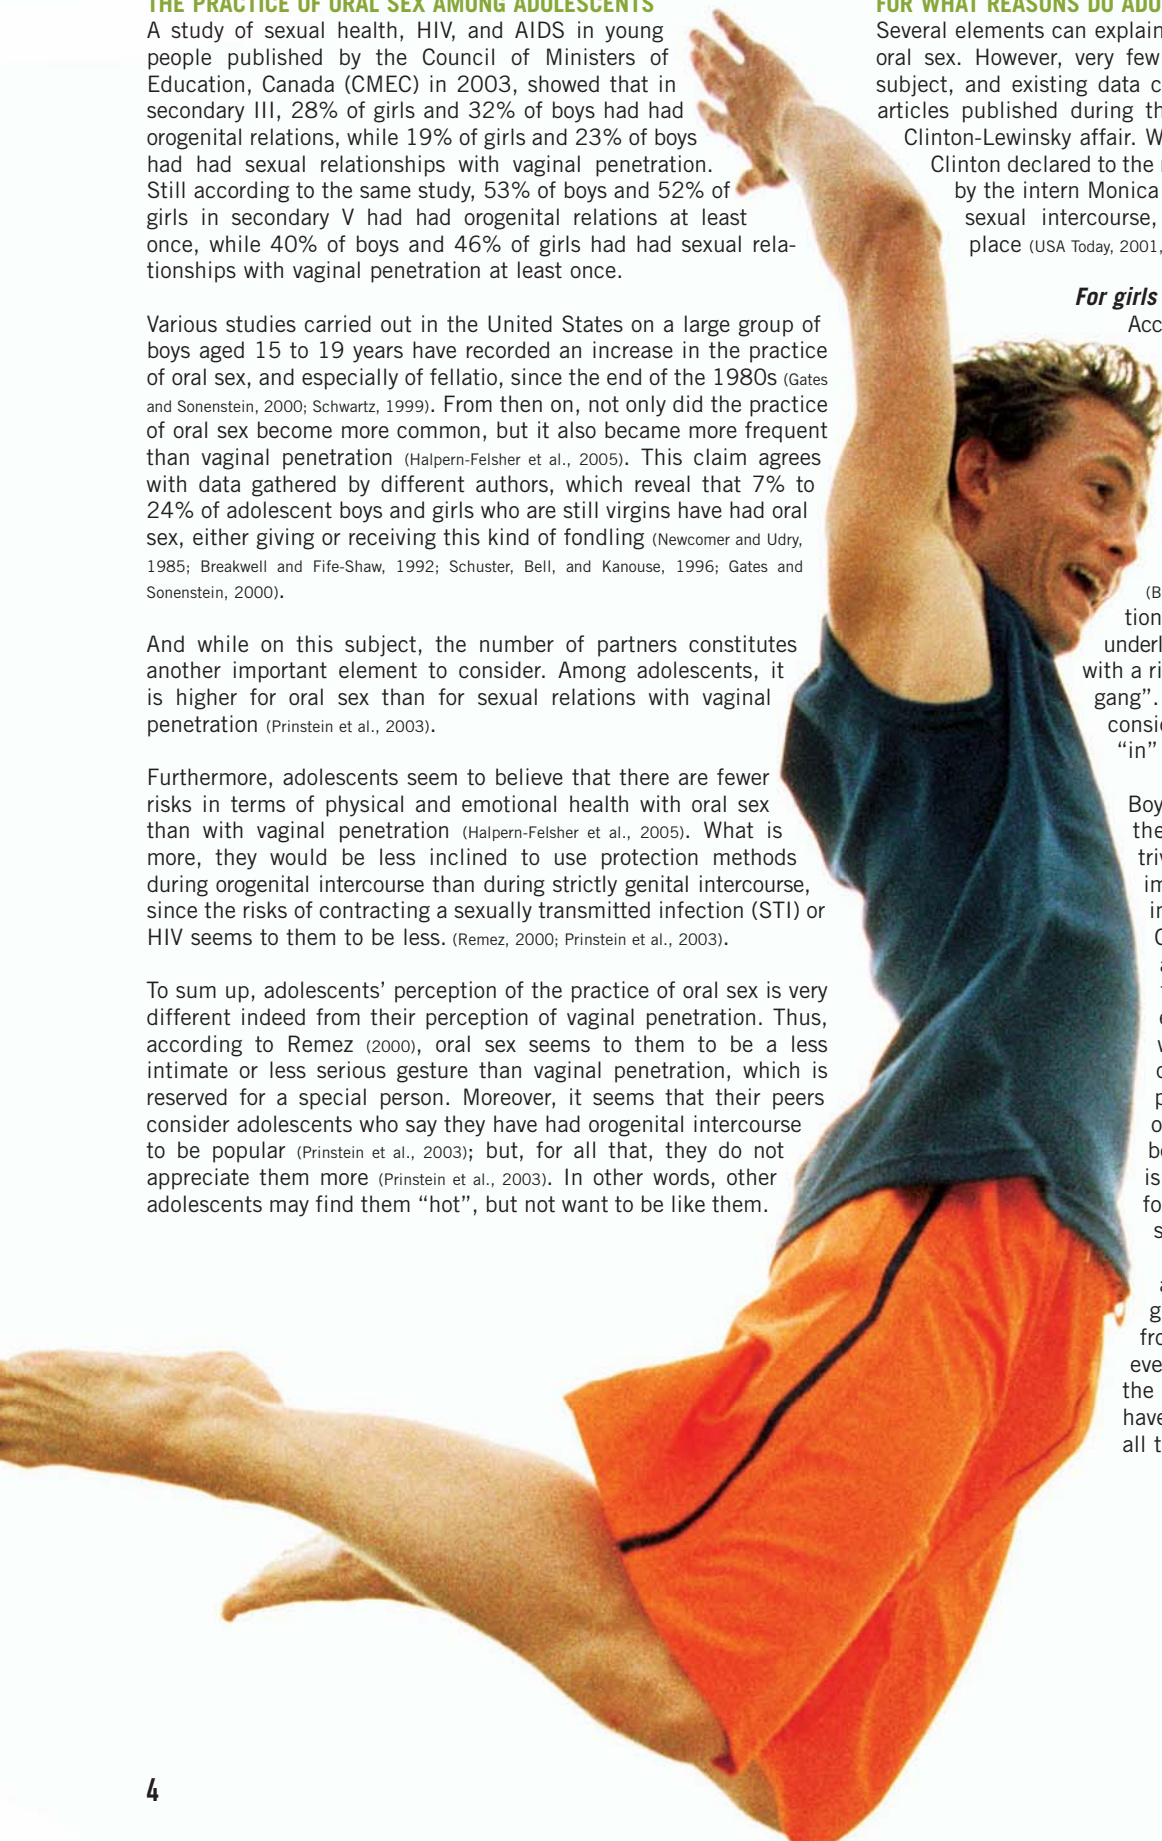 THE PRACTICE OF ORAL SEX AMONG ADOLESCENTS
A study of sexual health, HIV, and AIDS in young
people published by the Council of Ministers of
Education, Canada (CMEC) in 2003, showed that in
secondary III, 28% of girls and 32% of boys had had
orogenital relations, while 19% of girls and 23% of boys
had had sexual relationships with vaginal penetration.
Still according to the same study, 53% of boys and 52% of
girls in secondary V had had orogenital relations at least
once, while 40% of boys and 46% of girls had had sexual rela-
tionships with vaginal penetration at least once.

Various studies carried out in the United States on a large group of
boys aged 15 to 19 years have recorded an increase in the practice
of oral sex, and especially of fellatio, since the end of the 1980s (Gates
and Sonenstein, 2000; Schwartz, 1999). From then on, not only did the practice
of oral sex become more common, but it also became more frequent
than vaginal penetration (Halpern-Felsher et al., 2005). This claim agrees
with data gathered by different authors, which reveal that 7% to
24% of adolescent boys and girls who are still virgins have had oral
sex, either giving or receiving this kind of fondling (Newcomer and Udry,
1985; Breakwell and Fife-Shaw, 1992; Schuster, Bell, and Kanouse, 1996; Gates and
Sonenstein, 2000).

And while on this subject, the number of partners constitutes
another important element to consider. Among adolescents, it
is higher for oral sex than for sexual relations with vaginal
penetration (Prinstein et al., 2003).

Furthermore, adolescents seem to believe that there are fewer
risks in terms of physical and emotional health with oral sex
than with vaginal penetration (Halpern-Felsher et al., 2005). What is
more, they would be less inclined to use protection methods
during orogenital intercourse than during strictly genital intercourse,
since the risks of contracting a sexually transmitted infection (STI) or
HIV seems to them to be less. (Remez, 2000; Prinstein et al., 2003).

To sum up, adolescents' perception of the practice of oral sex is very
different indeed from their perception of vaginal penetration. Thus,
according to Remez (2000), oral sex seems to them to be a less
intimate or less serious gesture than vaginal penetration, which is
reserved for a special person. Moreover, it seems that their peers
consider adolescents who say they have had orogenital intercourse
to be popular (Prinstein et al., 2003); but, for all that, they do not
appreciate them more (Prinstein et al., 2003). In other words, other
adolescents may find them "hot", but not want to be like them.

FOR WHAT REASONS DO
Several elements can explain
oral sex. However, very few
subject, and existing data
articles published during
Clinton-Lewinsky affair.
Clinton declared to the
by the intern Monica
sexual intercourse,
place (USA Today, 2001,

For girls

underl
with a
gang".

"in"

the

is

the

all
4